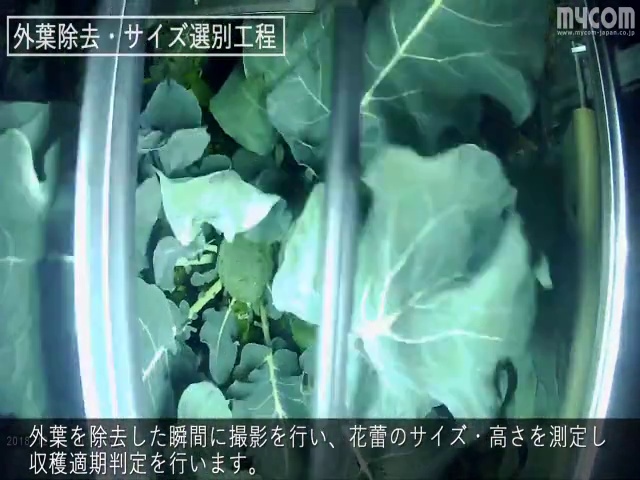 外葉除去・サイズ選別工程
mycom
www.mycom-japan.co.jp
2018
外葉を除去した瞬間に撮影を行い、花蕾のサイズ・高さを測定し
収穫適期判定を行います。